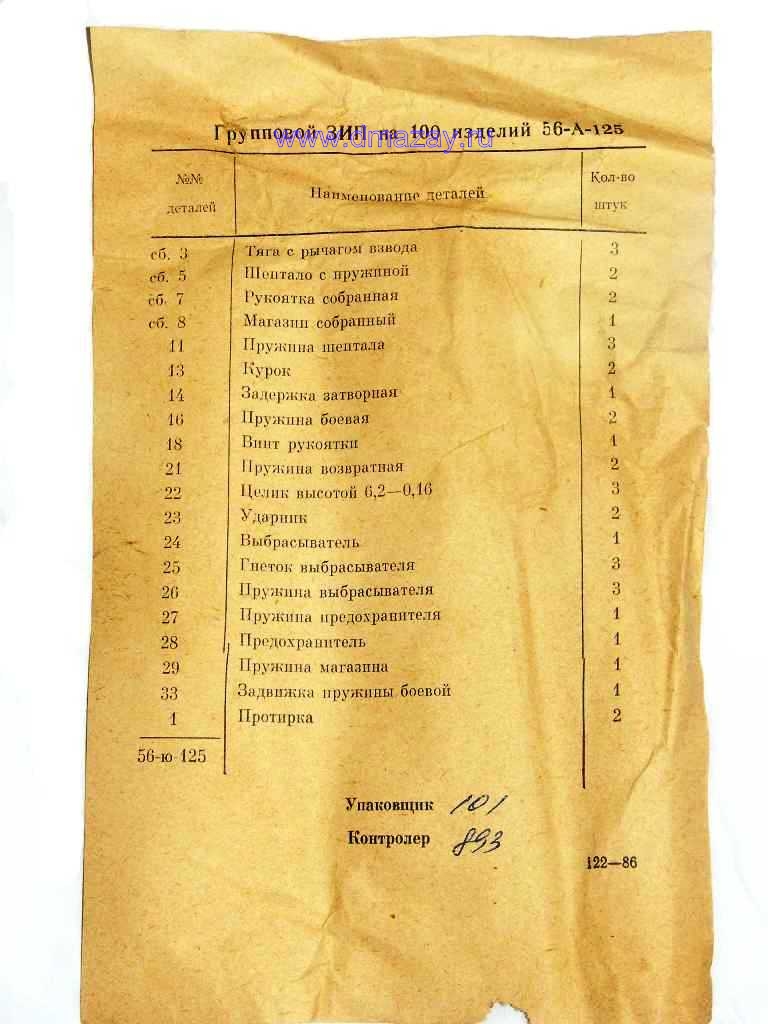 Групповой ЗИП на 100 изделий 56-А-125
www.dmazay.ru
№№ деталей Наименование деталей Кол-во штук
сб. 3 Тяга с рычагом взвода 3
сб. 5 Шептало с пружиной 2
сб. 7 Рукоятка собранная 2
сб. 8 Магазин собранный 1
11 Пружина шептала 3
13 Курок 2
14 Задержка затворная 1
16 Пружина боевая 2
18 Винт рукоятки 1
21 Пружина возвратная 2
22 Целик высотой 6,2—0,16 3
23 Ударник 2
24 Выбрасыватель 1
25 Гнеток выбрасывателя 3
26 Пружина выбрасывателя 3
27 Пружина предохранителя 1
28 Предохранитель 1
29 Пружина магазина 1
33 Задвижка пружины боевой 1
1 Протирка 2
56-ю-125
Упаковщик 101
Контролер 893
122—86